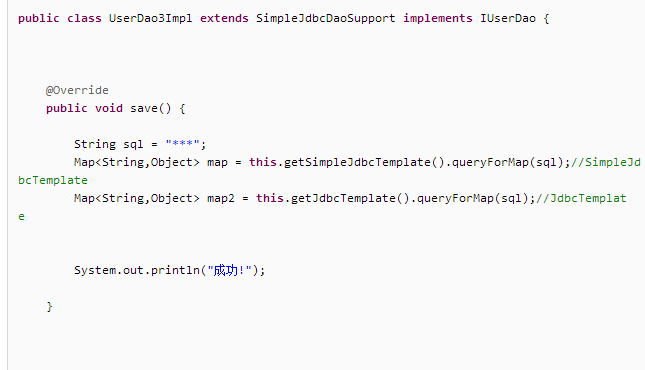 public class UserDao3Impl extends SimpleJdbcDaoSupport implements IUserDao {
@Override
public void save() {
String sql = "***";
Map<String,Object> map = this.getSimpleJdbcTemplate().queryForMap(sql);//SimpleJd
bcTemplate
Map<String,Object> map2 = this.getJdbcTemplate().queryForMap(sql);//JdbcTemplat
e
System.out.println("成功!");
}